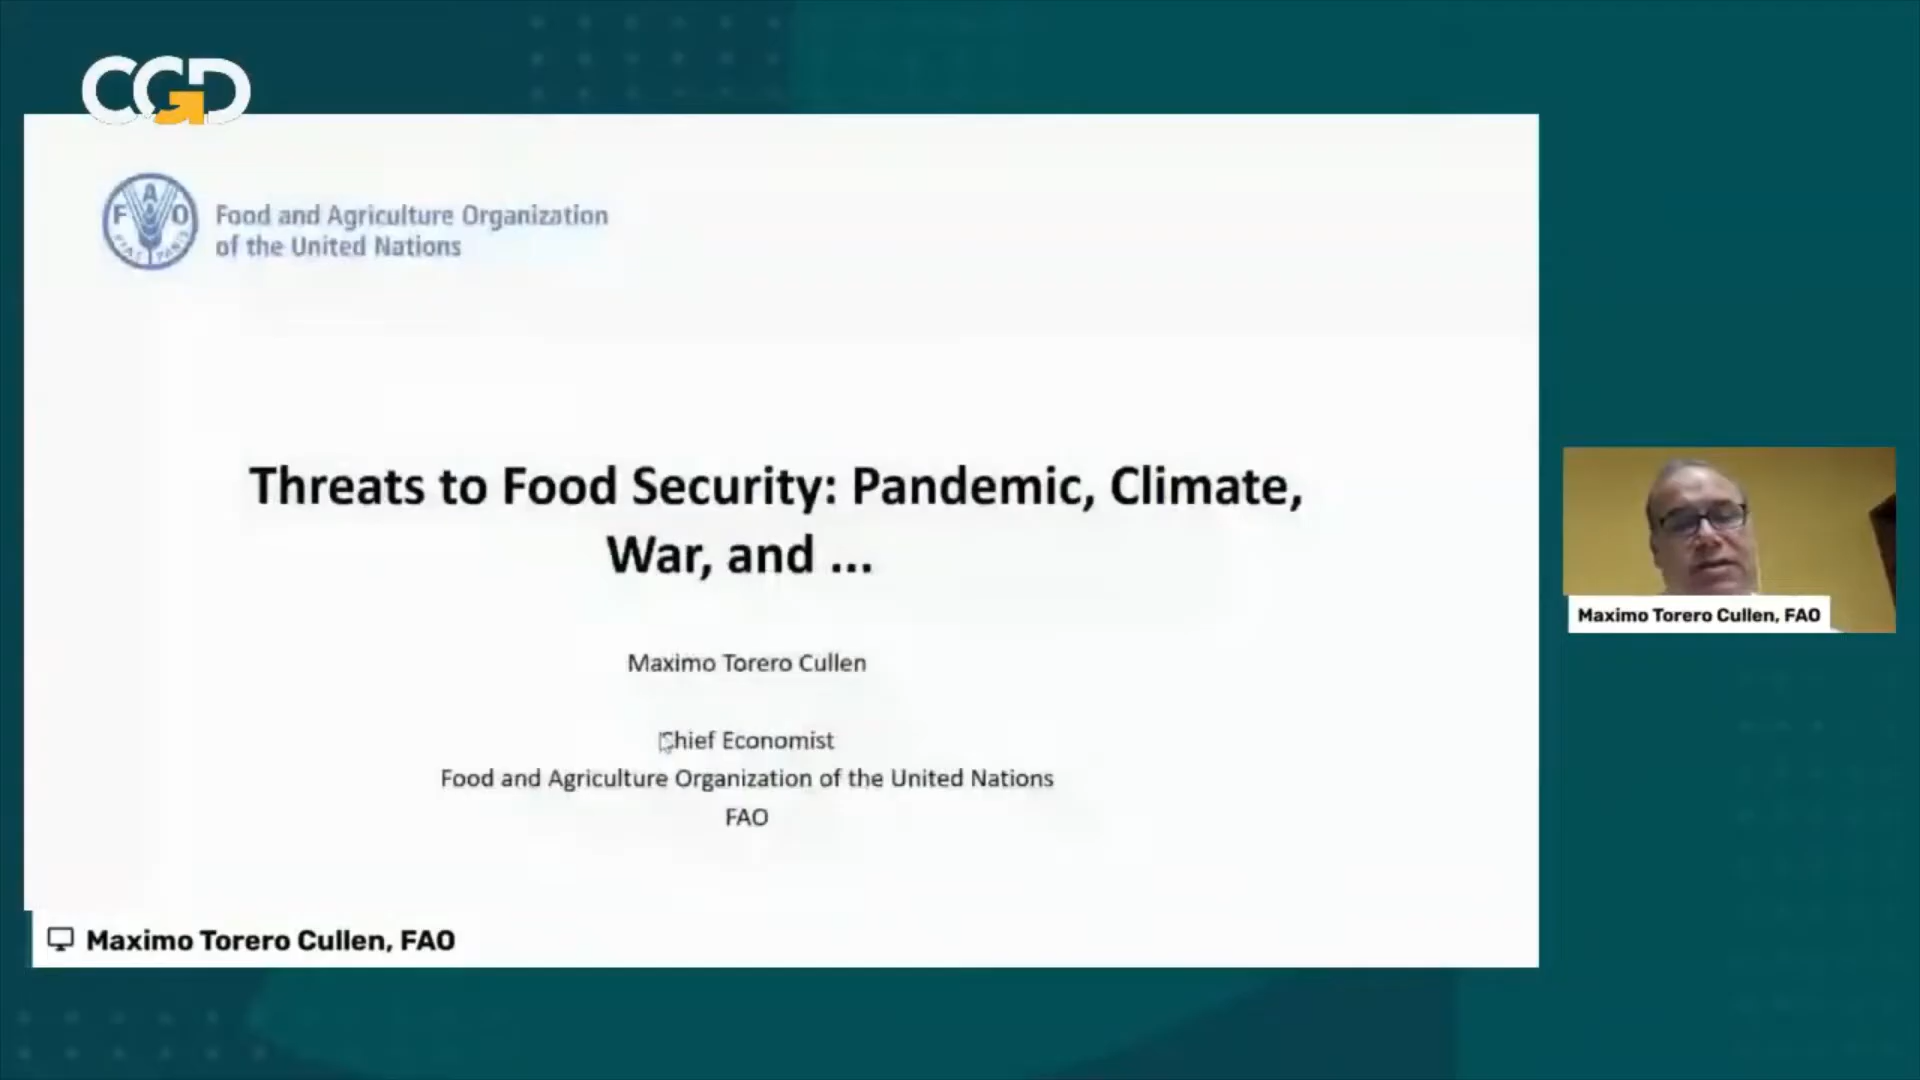 CGD
FAO
Food and Agriculture Organization
of the United Nations
Threats to Food Security: Pandemic, Climate,
War, and ...
Maximo Torero Cullen
Chief Economist
Food and Agriculture Organization of the United Nations
FAO
Maximo Torero Cullen, FAO
Maximo Torero Cullen, FAO